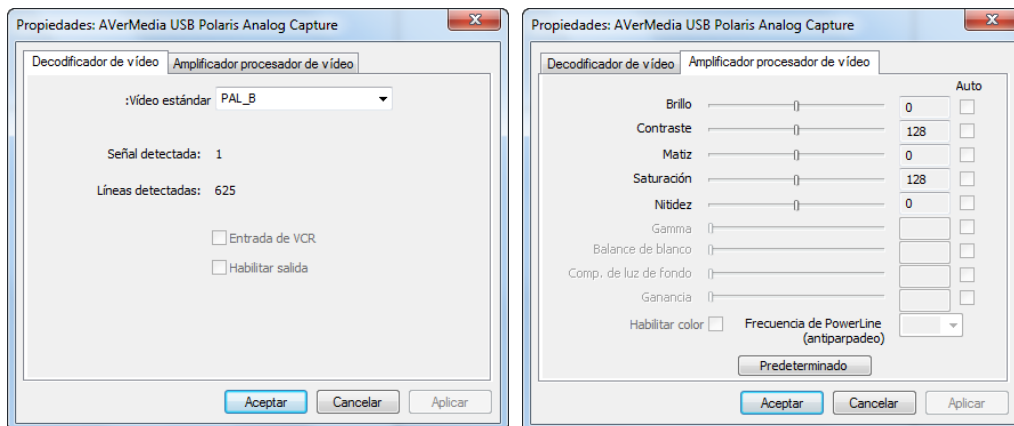 Propiedades: AVerMedia USB Polaris Analog Capture
Decodificador de vídeo
Amplificador procesador de vídeo
:Vídeo estándar PAL_B
Señal detectada: 1
Líneas detectadas: 625
Entrada de VCR
Habilitar salida
Aceptar
Cancelar
Aplicar
Propiedades: AVerMedia USB Polaris Analog Capture
Decodificador de vídeo
Amplificador procesador de vídeo
Auto
Brillo 0
Contraste 128
Matiz 0
Saturación 128
Nitidez 0
Gamma
Balance de blanco
Comp. de luz de fondo
Ganancia
Habilitar color
Frecuencia de PowerLine
(antiparpadeo)
Predeterminado
Aceptar
Cancelar
Aplicar